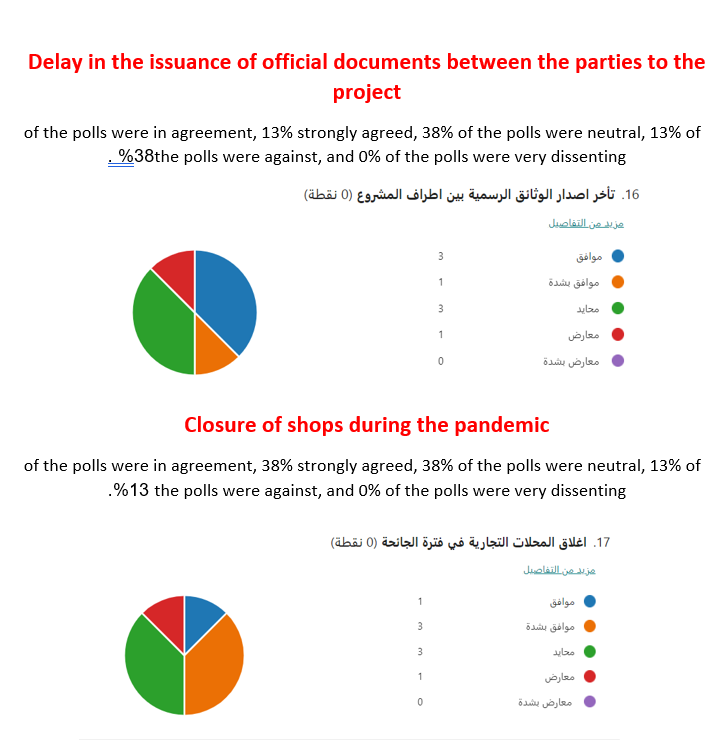 Delay in the issuance of official documents between the parties to the
project
of the polls were in agreement, 13% strongly agreed, 38% of the polls were neutral, 13% of
. %38the polls were against, and 0% of the polls were very dissenting
16. تأخر اصدار الوثائق الرسمية بين اطراف المشروع (0 نقطة)
مزيد من التفاصيل
موافق 3
موافق بشدة 1
محايد 3
معارض 1
معارض بشدة 0
Closure of shops during the pandemic
of the polls were in agreement, 38% strongly agreed, 38% of the polls were neutral, 13% of
.%13 the polls were against, and 0% of the polls were very dissenting
17. اغلاق المحلات التجارية في فترة الجائحة (0 نقطة)
مزيد من التفاصيل
موافق 1
موافق بشدة 3
محايد 3
معارض 1
معارض بشدة 0